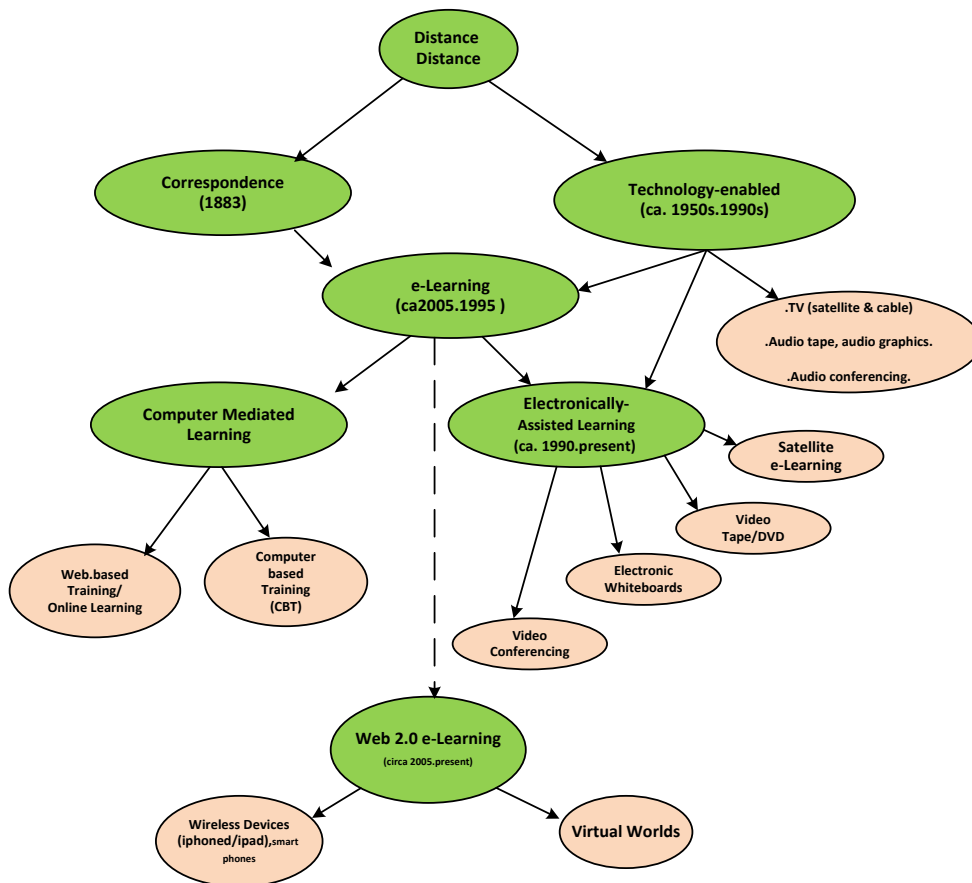 Distance
Distance
Correspondence
(1883)
Technology-enabled
(ca. 1950s.1990s)
e-Learning
(ca2005.1995 )
.TV (satellite & cable)
.Audio tape, audio graphics.
.Audio conferencing.
Computer Mediated
Learning
Electronically-
Assisted Learning
(ca. 1990.present)
Satellite
e-Learning
Video
Tape/DVD
Electronic
Whiteboards
Video
Conferencing
Web.based
Training/
Online Learning
Computer
based
Training
(CBT)
Web 2.0 e-Learning
(circa 2005.present)
Wireless Devices
(iphoned/ipad),smart
phones
Virtual Worlds